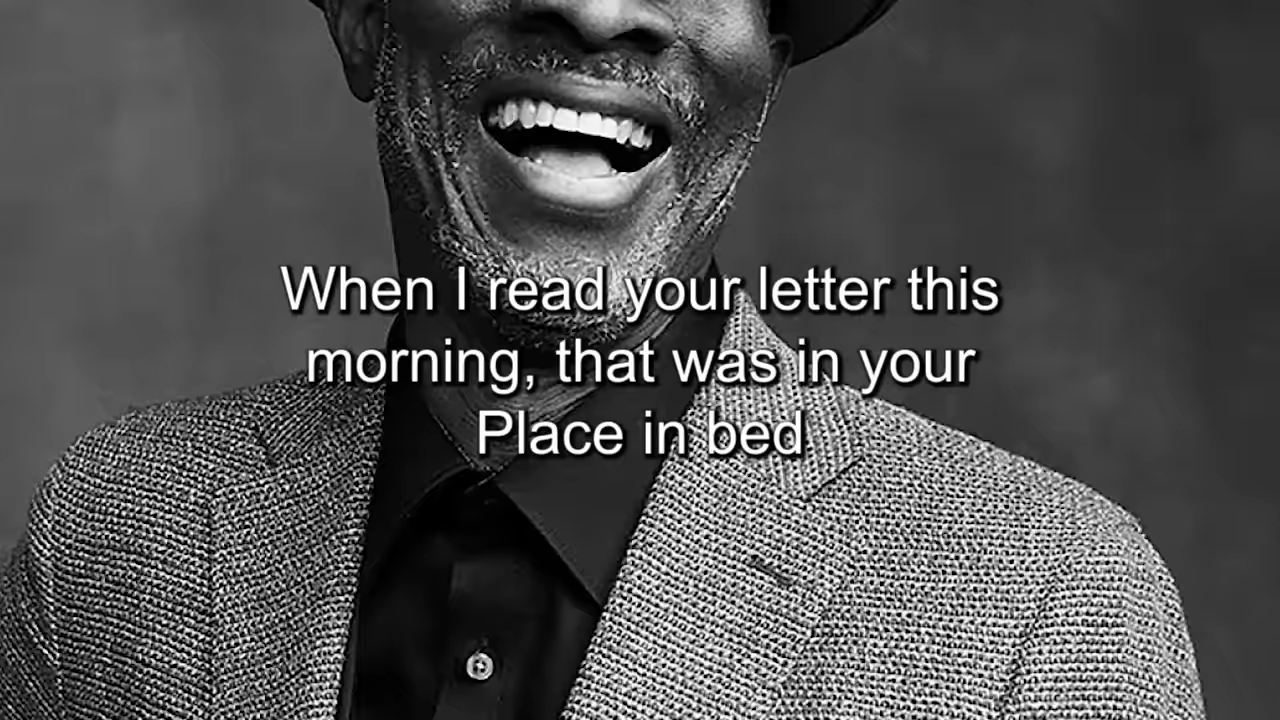 When I read your letter this
morning, that was in your
Place in bed